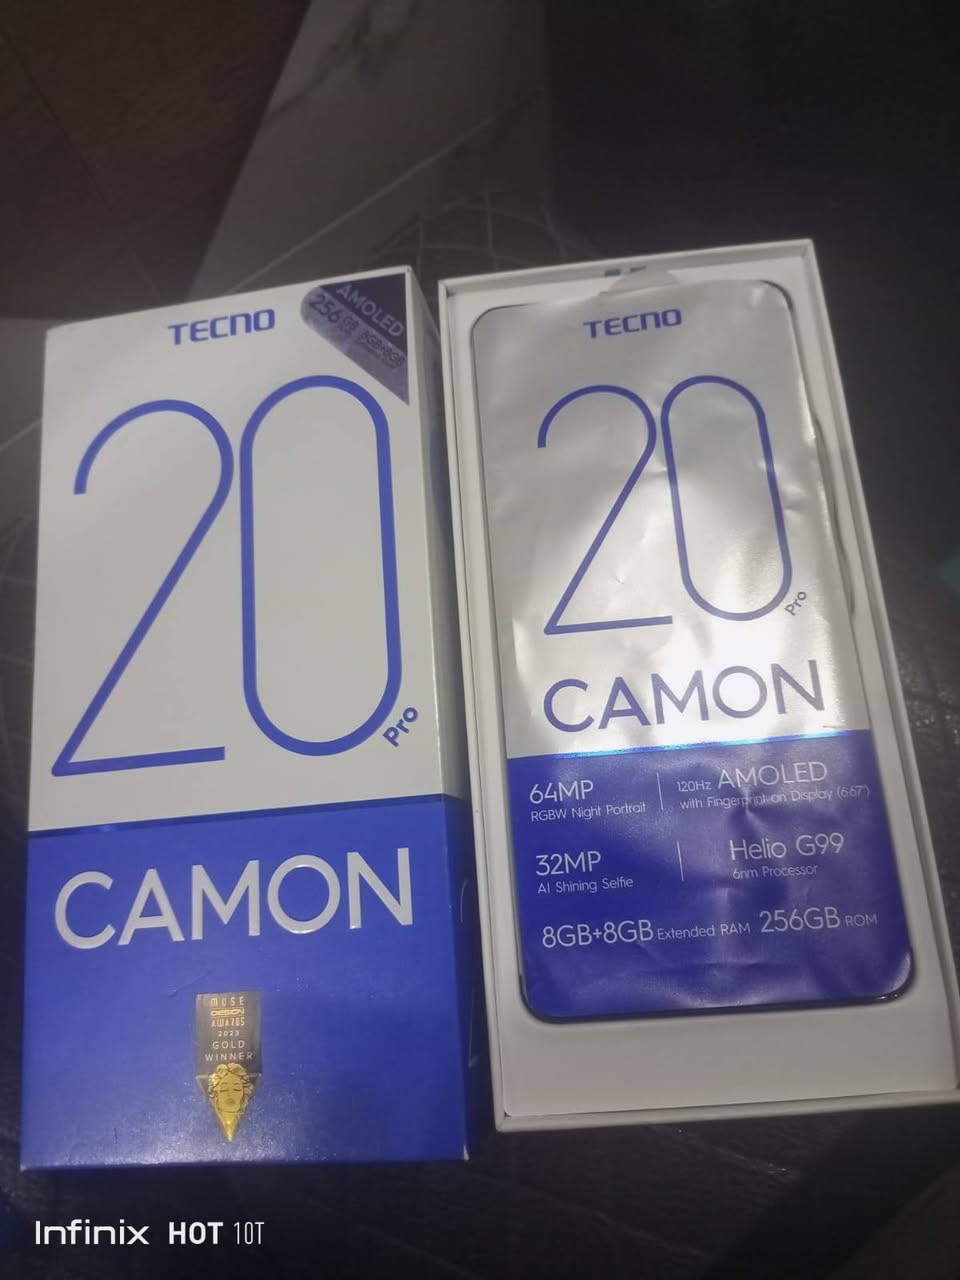 TECNO
AMOLED
256GB 8GB+8GB
20
Pro
CAMON
MUSE
DESIGN
AWARDS
2023
GOLD
WINNER
TECNO
20
Pro
CAMON
64MP
RGBW Night Portrait
120Hz AMOLED
with Fingerprint on Display (6.67")
32MP
AI Shining Selfie
Helio G99
6nm Processor
8GB+8GB Extended RAM 256GB ROM
Infinix HOT 10T